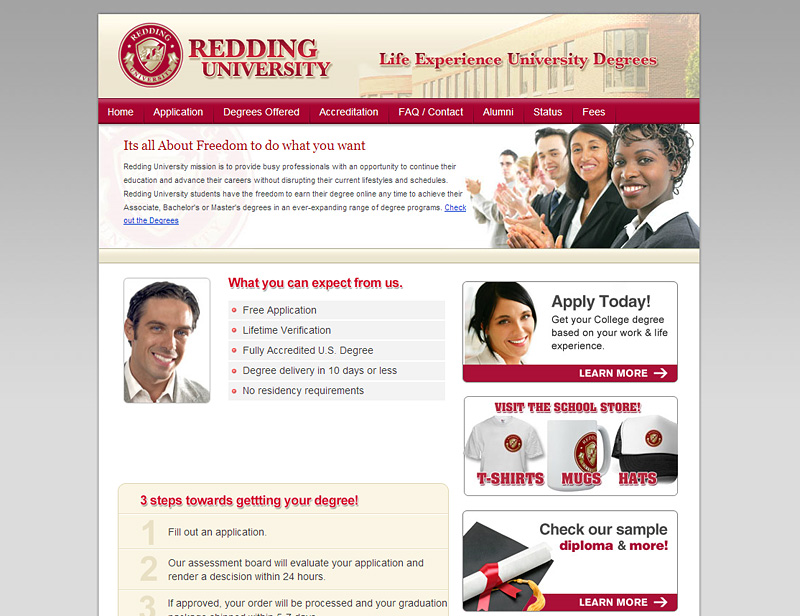 REDDING
UNIVERSITY
Life Experience University Degrees
Home Application Degrees Offered Accreditation FAQ / Contact Alumni Status Fees
Its all About Freedom to do what you want
Redding University mission is to provide busy professionals with an opportunity to continue their
education and advance their careers without disrupting their current lifestyles and schedules.
Redding University students have the freedom to earn their degree online any time to achieve their
Associate, Bachelor's or Master's degrees in an ever-expanding range of degree programs. Check
out the Degrees
What you can expect from us.
Free Application
Lifetime Verification
Fully Accredited U.S. Degree
Degree delivery in 10 days or less
No residency requirements
Apply Today!
Get your College degree
based on your work & life
experience.
LEARN MORE
VISIT THE SCHOOL STORE!
T-SHIRTS MUGS HATS
3 steps towards gettting your degree!
1 Fill out an application.
2 Our assessment board will evaluate your application and
render a descision within 24 hours.
3 If approved, your order will be processed and your graduation
package shipped within 5-7 days
Check our sample
diploma & more!
LEARN MORE